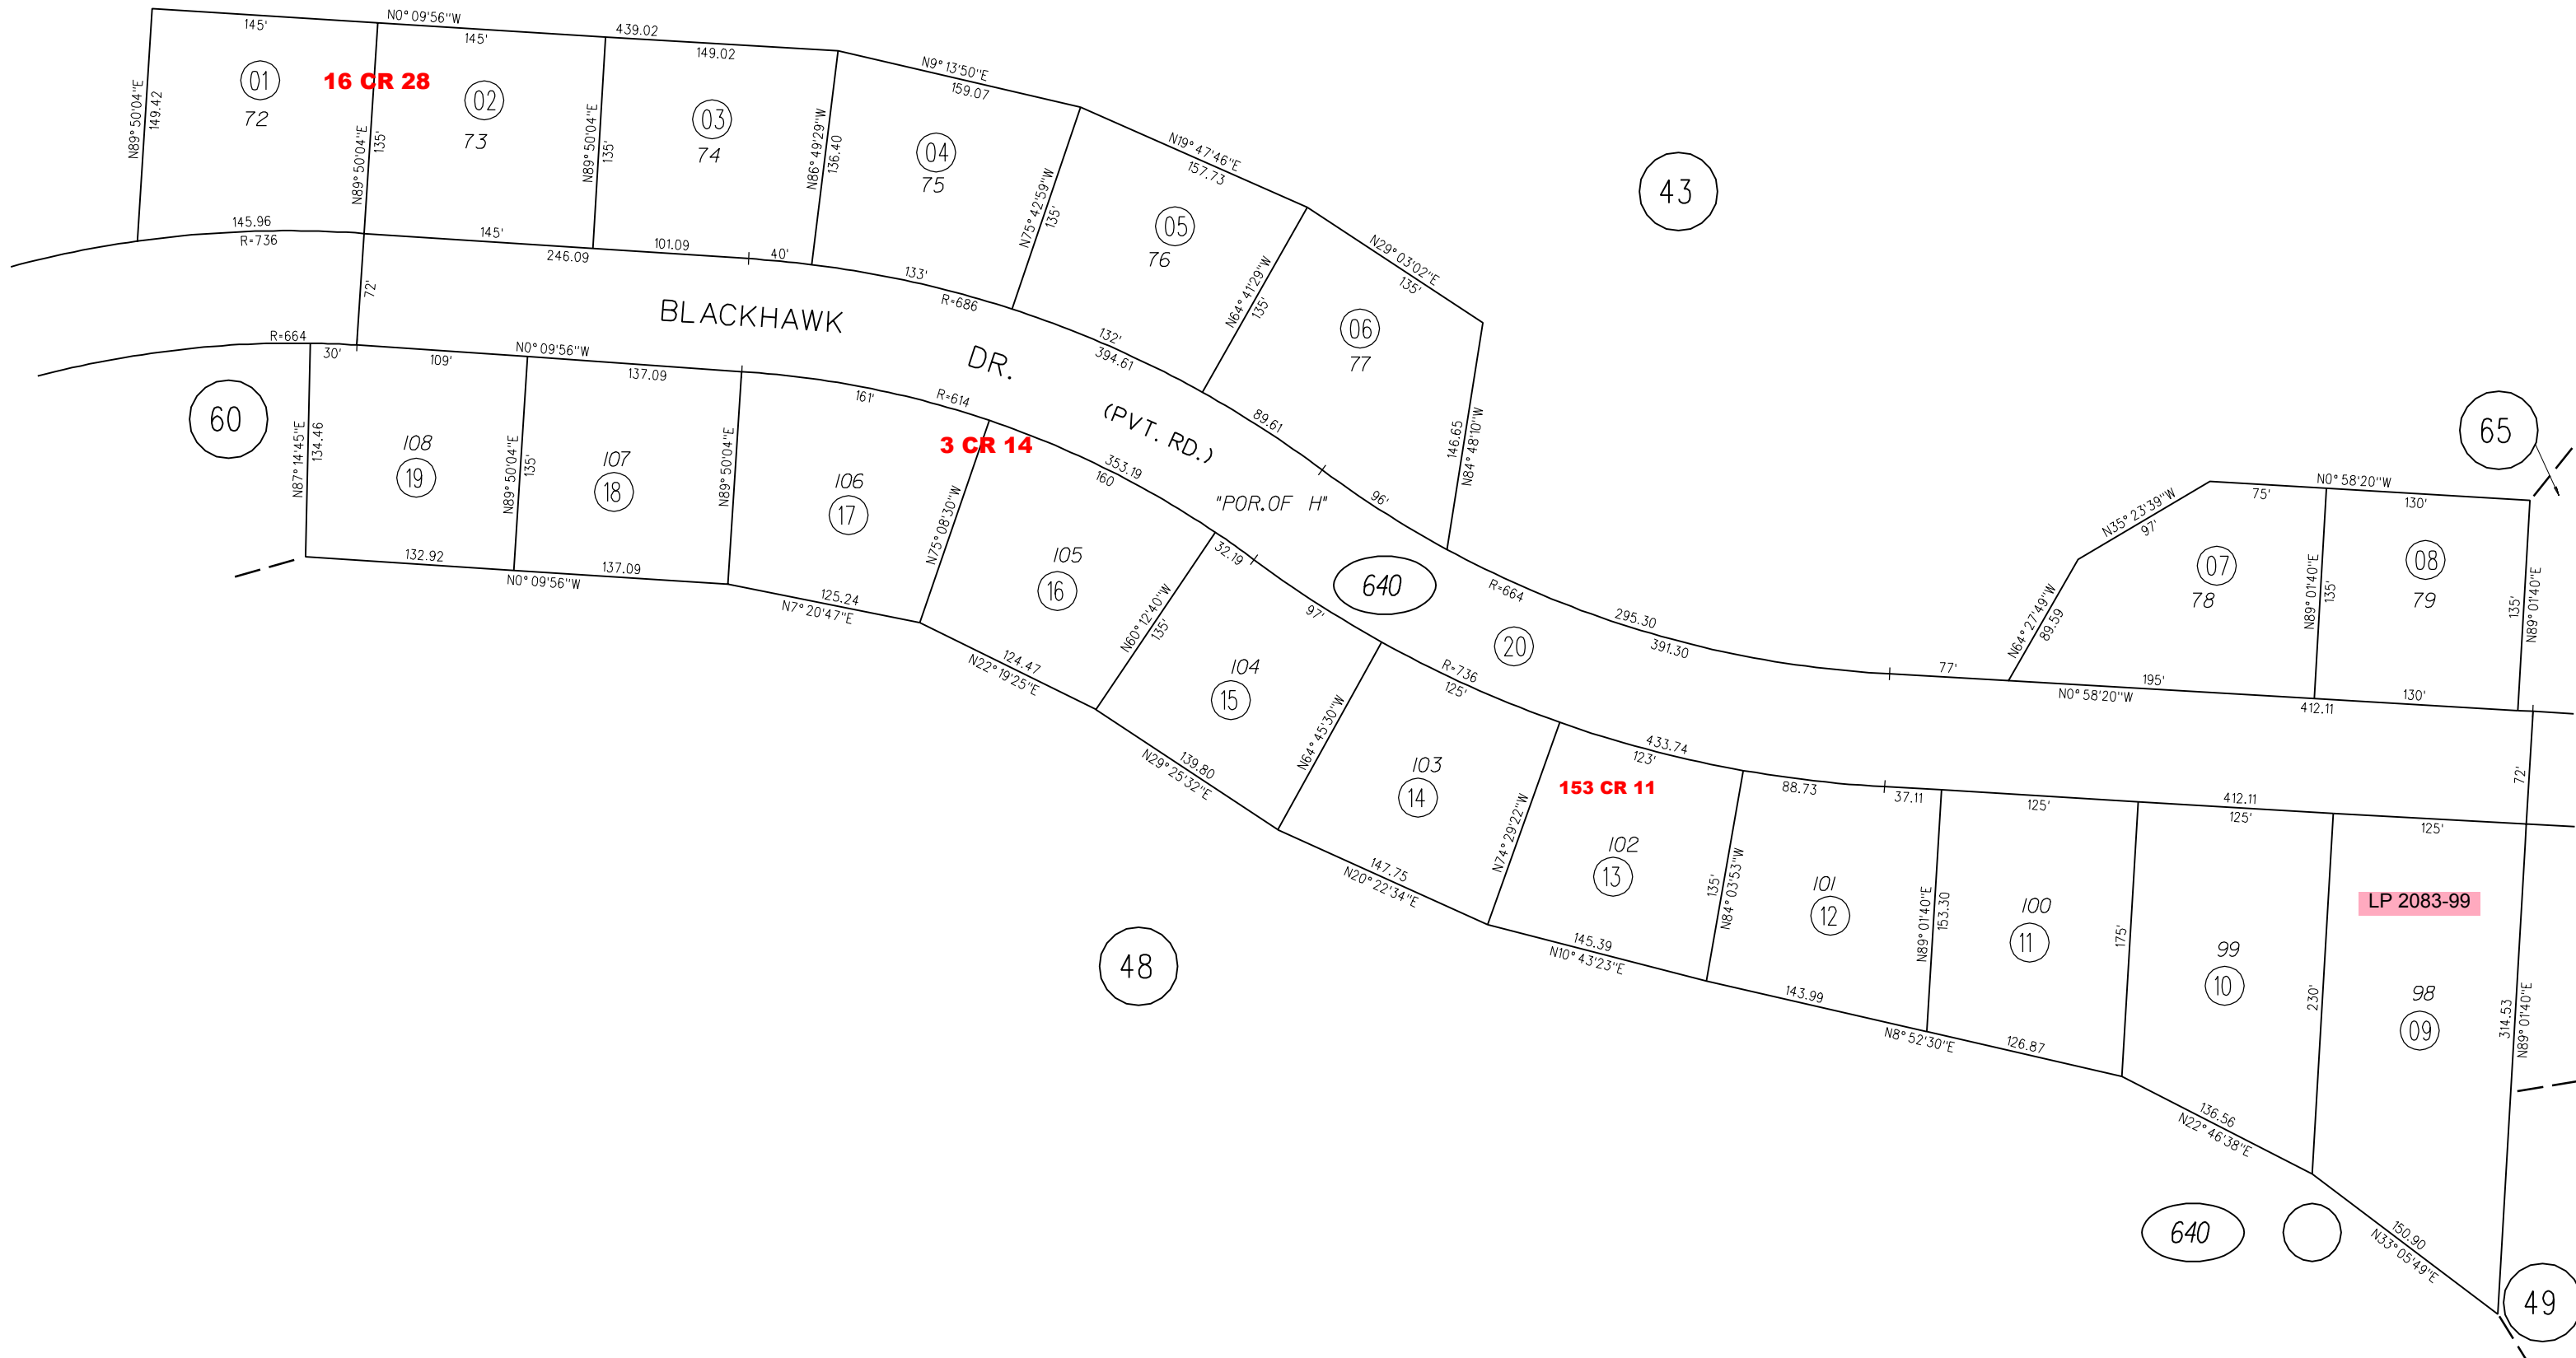 N0°09'56"W
439.02
145'
145'
149.02
N9°13'50"E
159.07
N19°47'46"E
157.73
N29°03'02"E
135'
N89°50'04"E
149.42
01
72
16 CR 28
N89°50'04"E
135'
02
73
N89°50'04"E
135'
03
74
N86°49'29"W
136.40
04
75
N75°42'59"W
135'
05
76
N64°41'29"W
135'
06
77
146.65
N84°48'10"W
43
145.96
R=736
145'
246.09
101.09
40'
133'
R=686
132'
394.61
89.61
96'
72'
BLACKHAWK
DR.
(PVT. RD.)
"POR. OF H"
640
20
R=664
295.30
391.30
77'
195'
N0°58'20"W
412.11
130'
65
N0°58'20"W
75'
130'
N35°23'39"W
97'
N64°27'49"W
89.59
07
78
N89°01'40"E
135'
08
79
135'
N89°01'40"E
R=664
30'
109'
N0°09'56"W
137.09
161'
R=614
3 CR 14
353.19
160
32.19
97'
R=736
125'
433.74
123'
88.73
37.11
125'
412.11
125'
125'
72'
60
N87°14'45"E
134.46
108
19
N89°50'04"E
135'
107
18
N89°50'04"E
106
17
N75°08'30"W
105
16
N60°12'40"W
135'
104
15
N64°45'30"W
103
14
N74°29'22"W
153 CR 11
102
13
135'
N84°03'53"W
101
12
N89°01'40"E
153.30
100
11
175'
99
10
230'
LP 2083-99
98
09
314.53
N89°01'40"E
132.92
N0°09'56"W
137.09
125.24
N7°20'47"E
124.47
N22°19'25"E
139.80
N29°25'32"E
147.75
N20°22'34"E
145.39
N10°43'23"E
143.99
N8°52'30"E
126.87
136.56
N22°46'38"E
150.90
N33°05'49"E
48
640
49